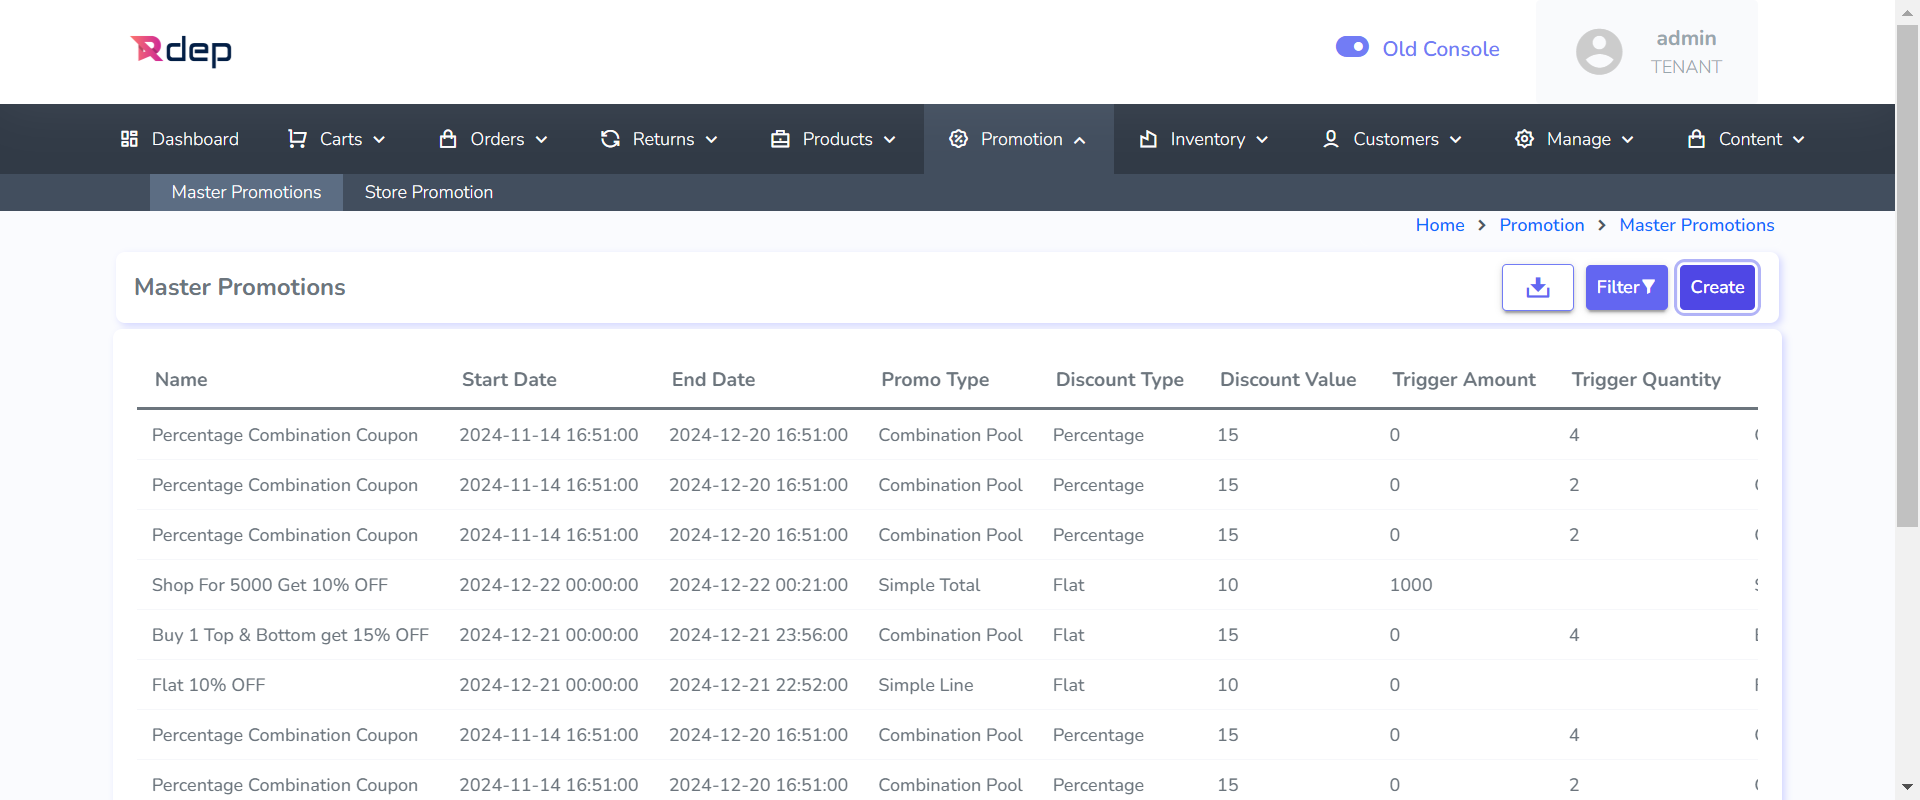 Rdep
Old Console
admin
TENANT
Dashboard Carts Orders Returns Products Promotion Inventory Customers Manage Content
Master Promotions Store Promotion
Home > Promotion > Master Promotions
Master Promotions
Filter Create
Name Start Date End Date Promo Type Discount Type Discount Value Trigger Amount Trigger Quantity
Percentage Combination Coupon 2024-11-14 16:51:00 2024-12-20 16:51:00 Combination Pool Percentage 15 0 4
Percentage Combination Coupon 2024-11-14 16:51:00 2024-12-20 16:51:00 Combination Pool Percentage 15 0 2
Percentage Combination Coupon 2024-11-14 16:51:00 2024-12-20 16:51:00 Combination Pool Percentage 15 0 2
Shop For 5000 Get 10% OFF 2024-12-22 00:00:00 2024-12-22 00:21:00 Simple Total Flat 10 1000
Buy 1 Top & Bottom get 15% OFF 2024-12-21 00:00:00 2024-12-21 23:56:00 Combination Pool Flat 15 0 4
Flat 10% OFF 2024-12-21 00:00:00 2024-12-21 22:52:00 Simple Line Flat 10 0
Percentage Combination Coupon 2024-11-14 16:51:00 2024-12-20 16:51:00 Combination Pool Percentage 15 0 4
Percentage Combination Coupon 2024-11-14 16:51:00 2024-12-20 16:51:00 Combination Pool Percentage 15 0 2